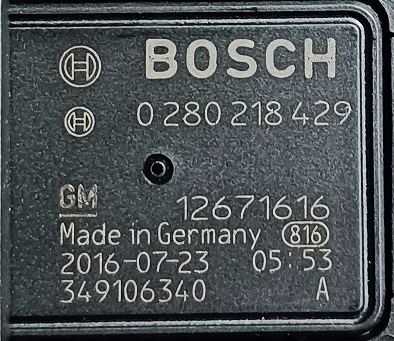 BOSCH
0 280 218 429
GM 12671616
Made in Germany 816
2016-07-23 05:53
349106340 A